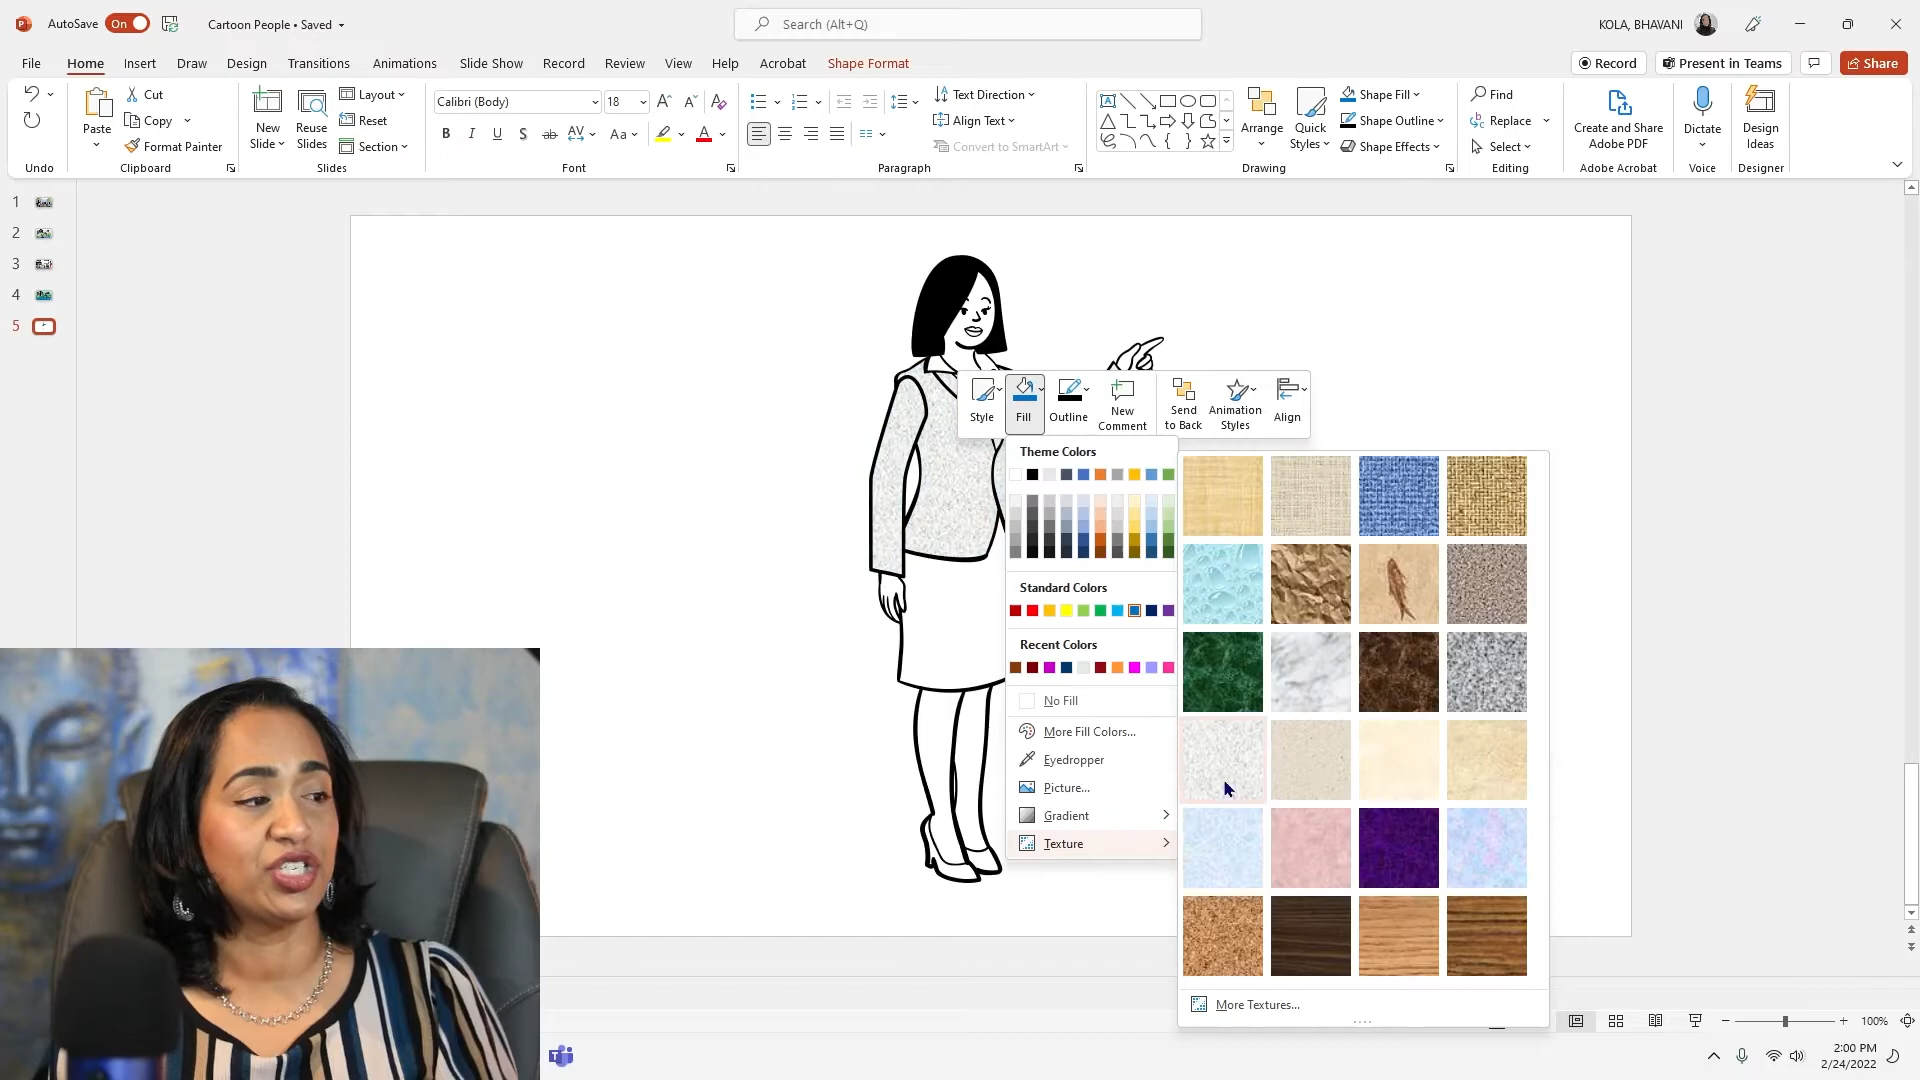 AutoSave On Cartoon People • Saved Search (Alt+Q) KOLA, BHAVANI
File Home Insert Draw Design Transitions Animations Slide Show Record Review View Help Acrobat Shape Format Record Present in Teams Share
Undo
Paste
Cut
Copy
Format Painter
Clipboard
New Slide
Reuse Slides
Layout
Reset
Section
Slides
Calibri (Body) 18
B I U S ab AV Aa A
Font
Text Direction
Align Text
Convert to SmartArt
Paragraph
Arrange
Quick Styles
Shape Fill
Shape Outline
Shape Effects
Drawing
Find
Replace
Select
Editing
Create and Share
Adobe PDF
Adobe Acrobat
Dictate
Voice
Design
Ideas
Designer
1
2
3
4
5
Style
Fill
Outline
New
Comment
Send
to Back
Animation
Styles
Align
Theme Colors
Standard Colors
Recent Colors
No Fill
More Fill Colors...
Eyedropper
Picture...
Gradient
Texture
More Textures...
100%
2:00 PM
2/24/2022